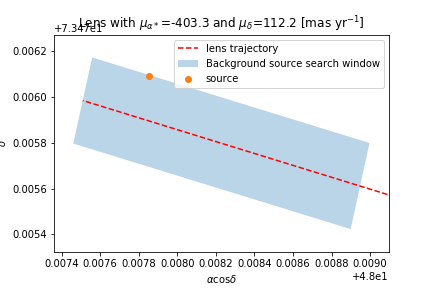 Lens with μα*=-403.3 and μδ=112.2 [mas yr⁻¹]
+7.347e1
lens trajectory
Background source search window
source
0.0062
0.0060
0.0058
0.0056
0.0054
δ
0.0074 0.0076 0.0078 0.0080 0.0082 0.0084 0.0086 0.0088 0.0090
+4.8e1
αcosδ